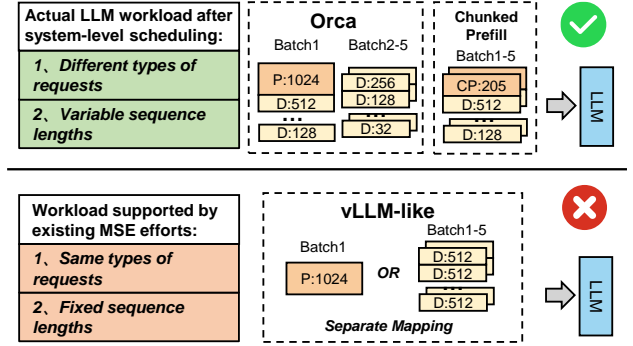 Actual LLM workload after
system-level scheduling:
1、Different types of
requests
2、Variable sequence
lengths
Orca
Batch1
P:1024
D:512
...
D:128
Batch2-5
D:256
D:128
...
D:32
Chunked
Prefill
Batch1-5
CP:205
D:512
...
D:128
LLM
Workload supported by
existing MSE efforts:
1、Same types of
requests
2、Fixed sequence
lengths
vLLM-like
Batch1
P:1024
OR
Batch1-5
D:512
D:512
...
D:512
Separate Mapping
LLM